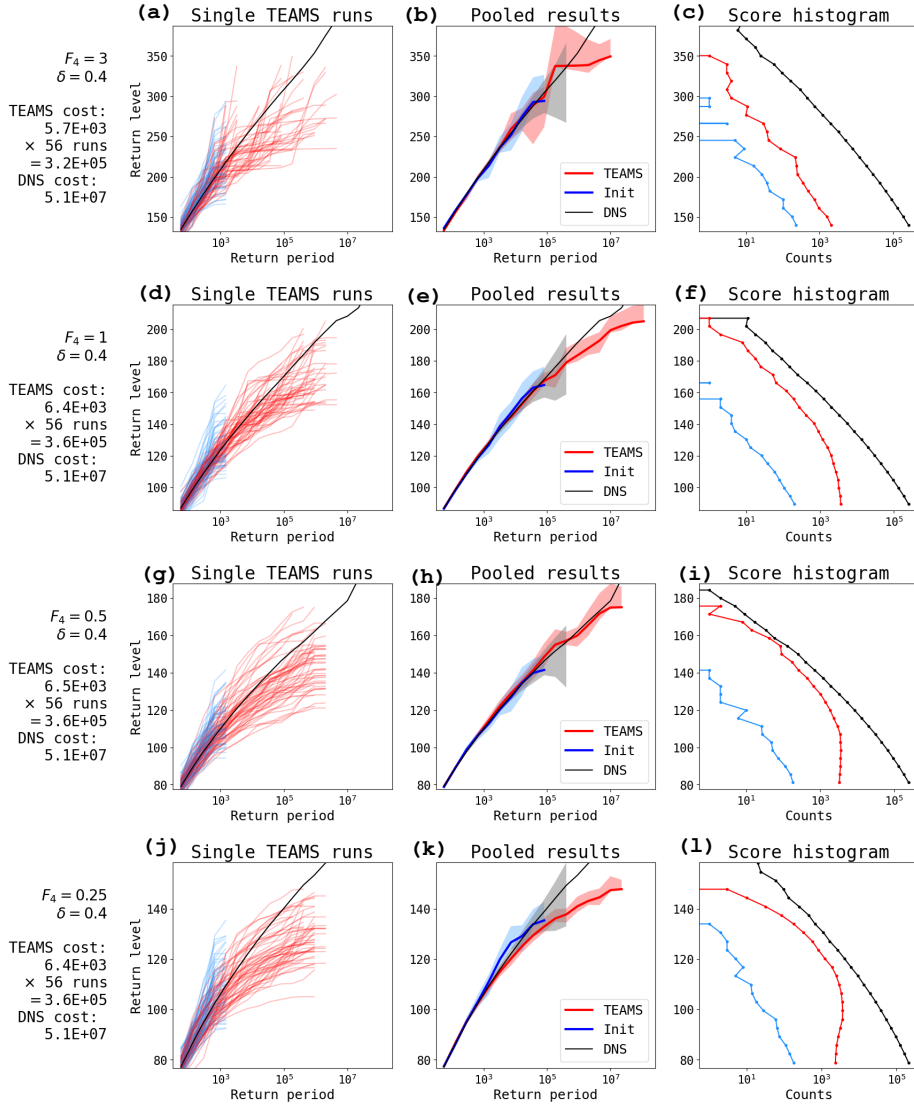 (a) Single TEAMS runs
(b) Pooled results
(c) Score histogram
F₄ = 3
δ = 0.4
TEAMS cost:
5.7E+03
× 56 runs
=3.2E+05
DNS cost:
5.1E+07
Return level
350
300
250
200
150
10³ 10⁵ 10⁷
Return period
TEAMS
Init
DNS
10³ 10⁵ 10⁷
Return period
350
300
250
200
150
10¹ 10³ 10⁵
Counts
(d) Single TEAMS runs
(e) Pooled results
(f) Score histogram
F₄ = 1
δ = 0.4
TEAMS cost:
6.4E+03
× 56 runs
=3.6E+05
DNS cost:
5.1E+07
Return level
200
180
160
140
120
100
10³ 10⁵ 10⁷
Return period
TEAMS
Init
DNS
10³ 10⁵ 10⁷
Return period
200
180
160
140
120
100
10¹ 10³ 10⁵
Counts
(g) Single TEAMS runs
(h) Pooled results
(i) Score histogram
F₄ = 0.5
δ = 0.4
TEAMS cost:
6.5E+03
× 56 runs
=3.6E+05
DNS cost:
5.1E+07
Return level
180
160
140
120
100
80
10³ 10⁵ 10⁷
Return period
TEAMS
Init
DNS
10³ 10⁵ 10⁷
Return period
180
160
140
120
100
80
10¹ 10³ 10⁵
Counts
(j) Single TEAMS runs
(k) Pooled results
(l) Score histogram
F₄ = 0.25
δ = 0.4
TEAMS cost:
6.4E+03
× 56 runs
=3.6E+05
DNS cost:
5.1E+07
Return level
140
120
100
80
10³ 10⁵ 10⁷
Return period
TEAMS
Init
DNS
10³ 10⁵ 10⁷
Return period
140
120
100
80
10¹ 10³ 10⁵
Counts